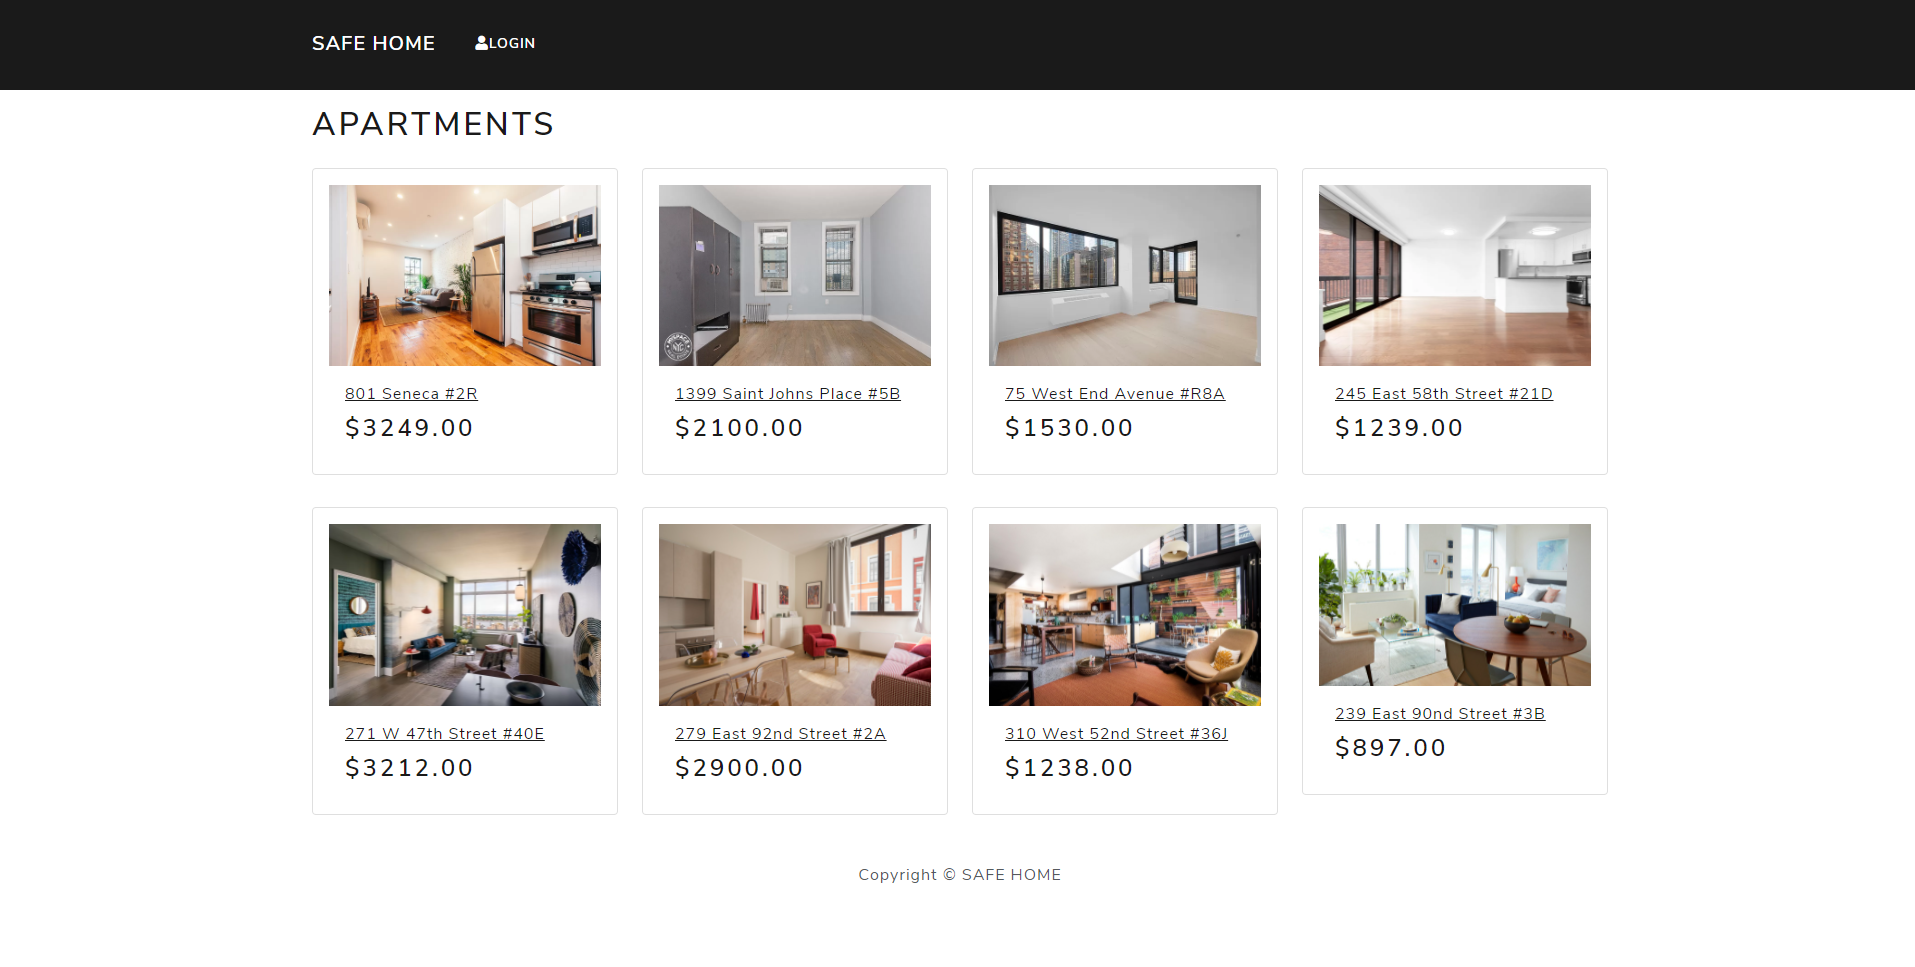 SAFE HOME
LOGIN
APARTMENTS
801 Seneca #2R
$3249.00
1399 Saint Johns Place #5B
$2100.00
75 West End Avenue #R8A
$1530.00
245 East 58th Street #21D
$1239.00
271 W 47th Street #40E
$3212.00
279 East 92nd Street #2A
$2900.00
310 West 52nd Street #36J
$1238.00
239 East 90nd Street #3B
$897.00
Copyright © SAFE HOME